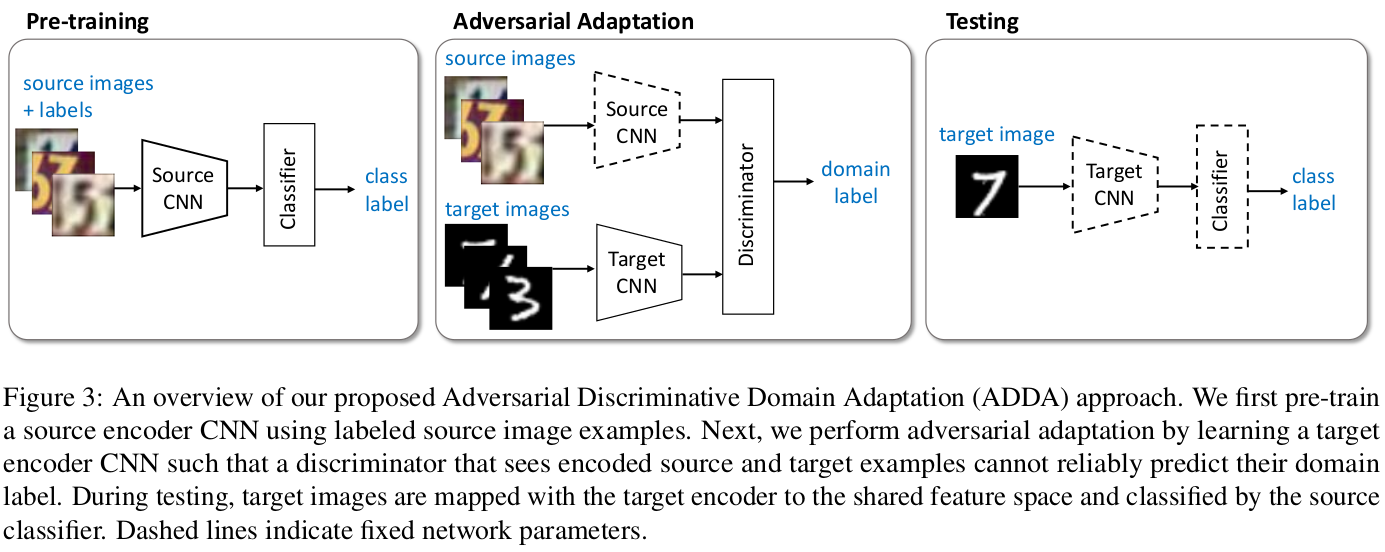 Pre-training
source images
+ labels
Source
CNN
Classifier
class
label
Adversarial Adaptation
source images
Source
CNN
target images
Target
CNN
Discriminator
domain
label
Testing
target image
7
Target
CNN
Classifier
class
label
Figure 3: An overview of our proposed Adversarial Discriminative Domain Adaptation (ADDA) approach. We first pre-train
a source encoder CNN using labeled source image examples. Next, we perform adversarial adaptation by learning a target
encoder CNN such that a discriminator that sees encoded source and target examples cannot reliably predict their domain
label. During testing, target images are mapped with the target encoder to the shared feature space and classified by the source
classifier. Dashed lines indicate fixed network parameters.